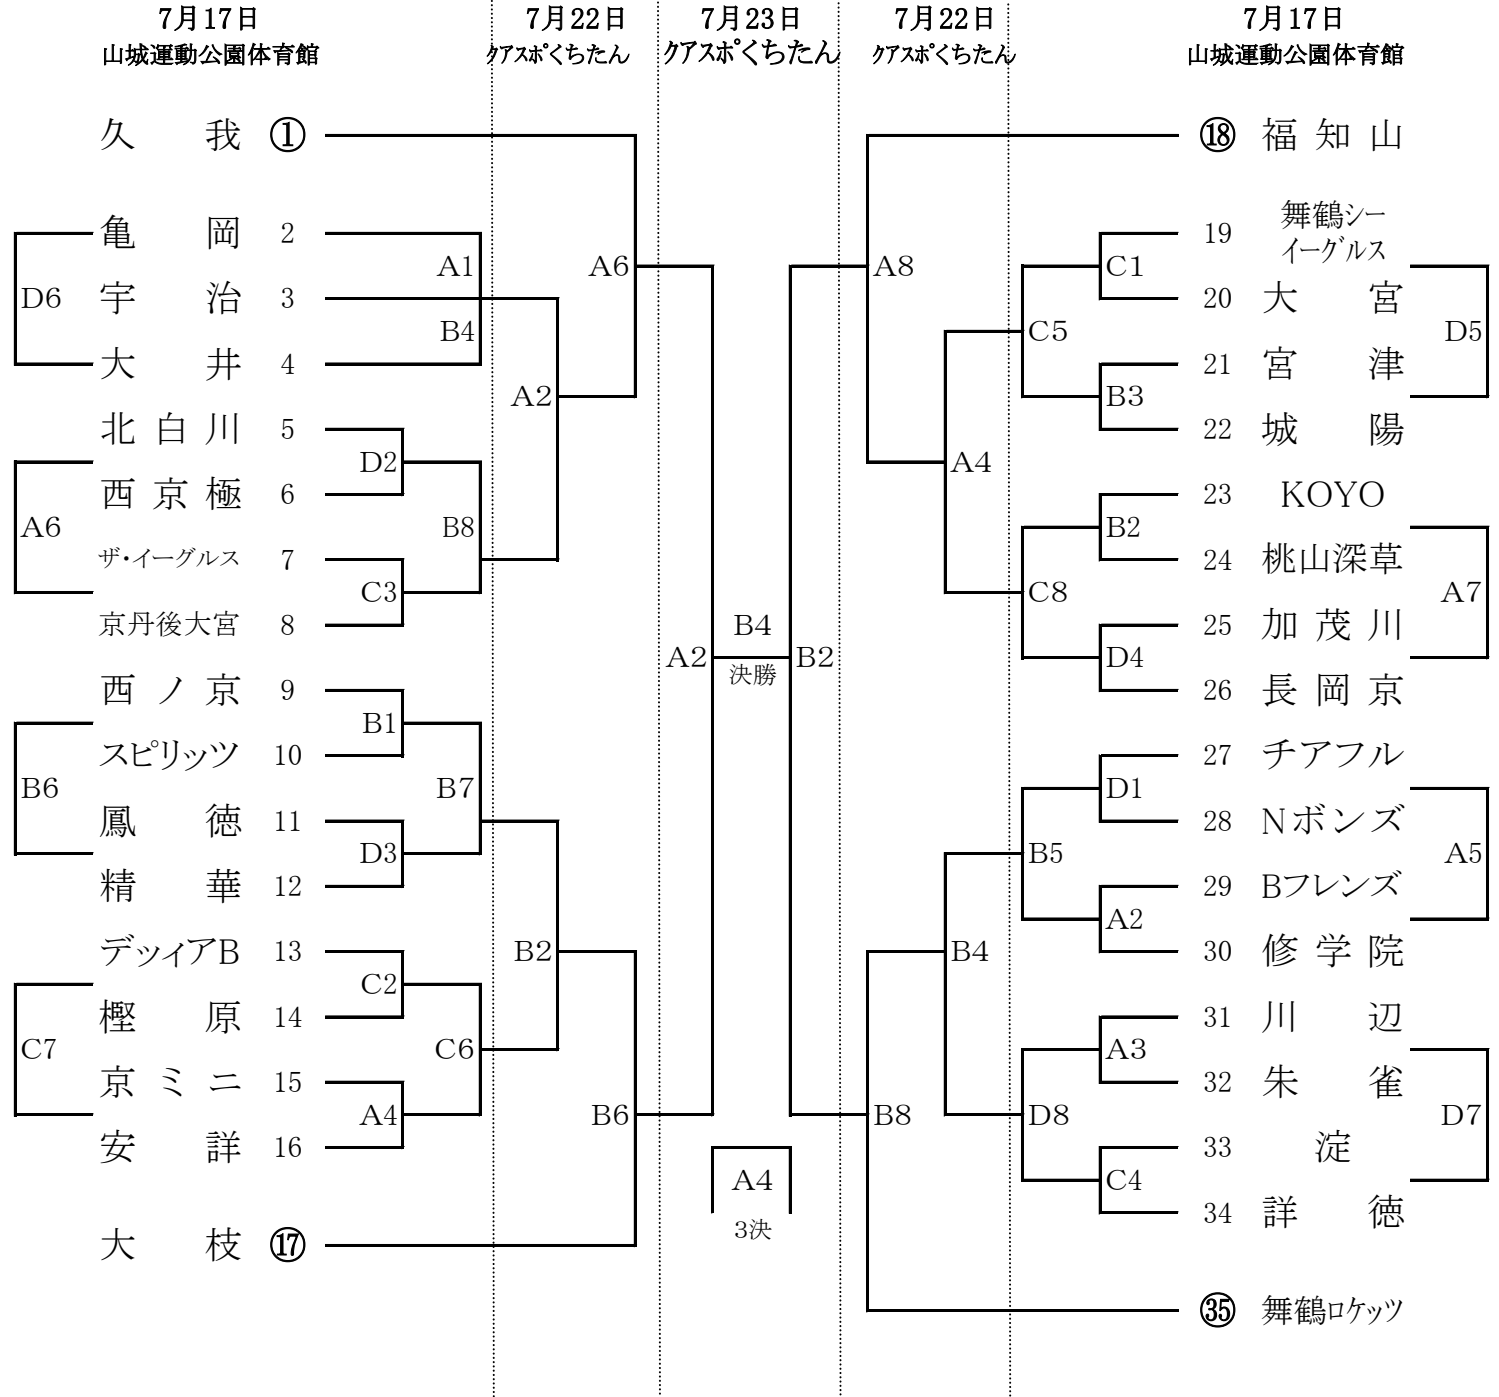 7月17日 7月22日 7月23日 7月22日 7月17日
山城運動公園体育館 クアスポくちたん クアスポくちたん クアスポくちたん 山城運動公園体育館
久 我 ①
亀 岡 2
宇 治 3
大 井 4
北白川 5
西京極 6
ザ・イーグルス 7
京丹後大宮 8
西ノ京 9
スピリッツ 10
鳳 徳 11
精 華 12
デッィアB 13
樫 原 14
京ミニ 15
安 詳 16
大 枝 ⑰
D6
A6
B6
C7
A1
B4
D2
C3
B1
D3
C2
A4
B8
B7
C6
A2
B2
A6
B6
A2
B4
決勝
B2
A4
3決
A8
B8
A4
B4
C5
C8
B5
D8
C1
B3
B2
D4
D1
A2
A3
C4
⑱ 福知山
19 舞鶴シー
イーグルス
20 大 宮
21 宮 津
22 城 陽
23 KOYO
24 桃山深草
25 加茂川
26 長岡京
27 チアフル
28 Nボンズ
29 Bフレンズ
30 修学院
31 川 辺
32 朱 雀
33 淀
34 詳 徳
㉟ 舞鶴ロケッツ
D5
A7
A5
D7